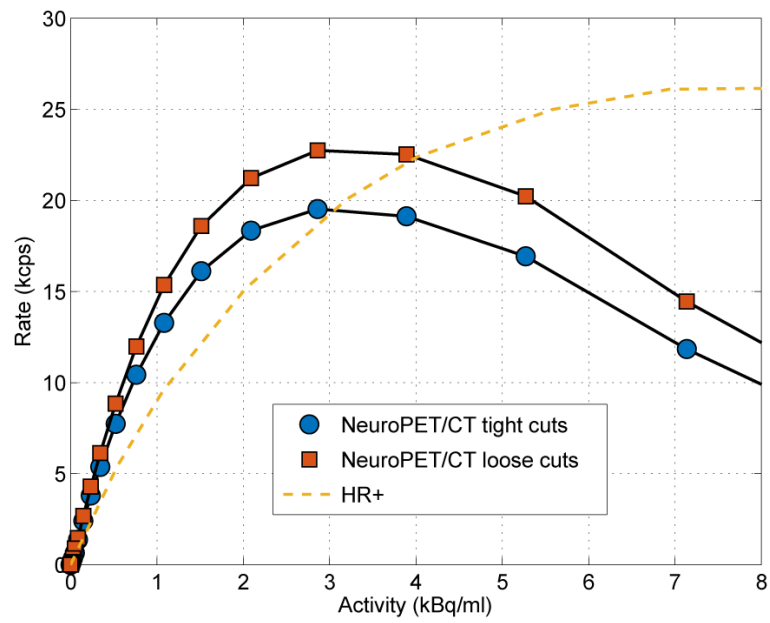 30
25
20
15
10
5
0
Rate (kcps)
NeuroPET/CT tight cuts
NeuroPET/CT loose cuts
HR+
0 1 2 3 4 5 6 7 8
Activity (kBq/ml)